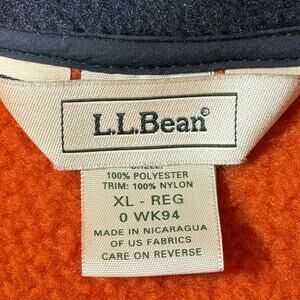 L.L.Bean®
SHELL:
100% POLYESTER
TRIM: 100% NYLON
XL - REG
0 WK94
MADE IN NICARAGUA
OF US FABRICS
CARE ON REVERSE